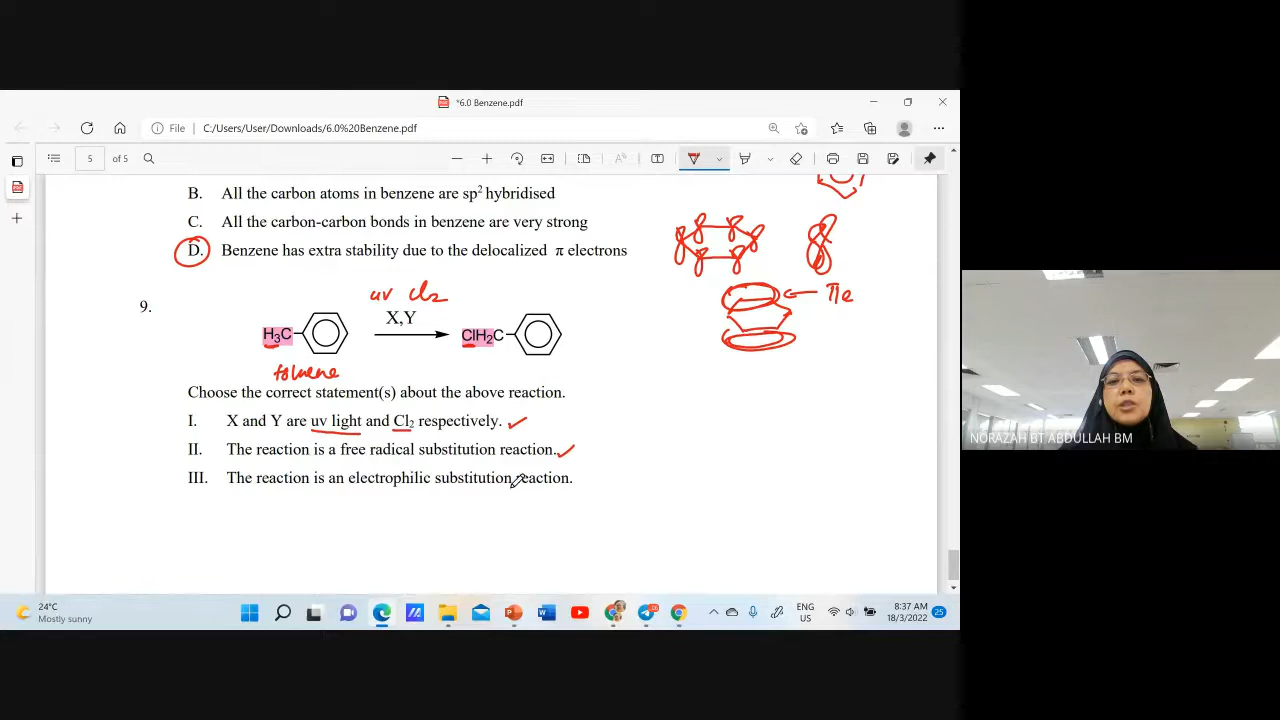 *6.0 Benzene.pdf
File C:/Users/User/Downloads/6.0%20Benzene.pdf
5 of 5
B. All the carbon atoms in benzene are sp2 hybridised
C. All the carbon-carbon bonds in benzene are very strong
D. Benzene has extra stability due to the delocalized π electrons
πe
9.
uv Cl2
X,Y
H3C
ClH2C
toluene
Choose the correct statement(s) about the above reaction.
I. X and Y are uv light and Cl2 respectively.
II. The reaction is a free radical substitution reaction.
III. The reaction is an electrophilic substitution reaction.
NORAZAH BT ABDULLAH BM
24°C
Mostly sunny
ENG
US
8:37 AM
18/3/2022
25